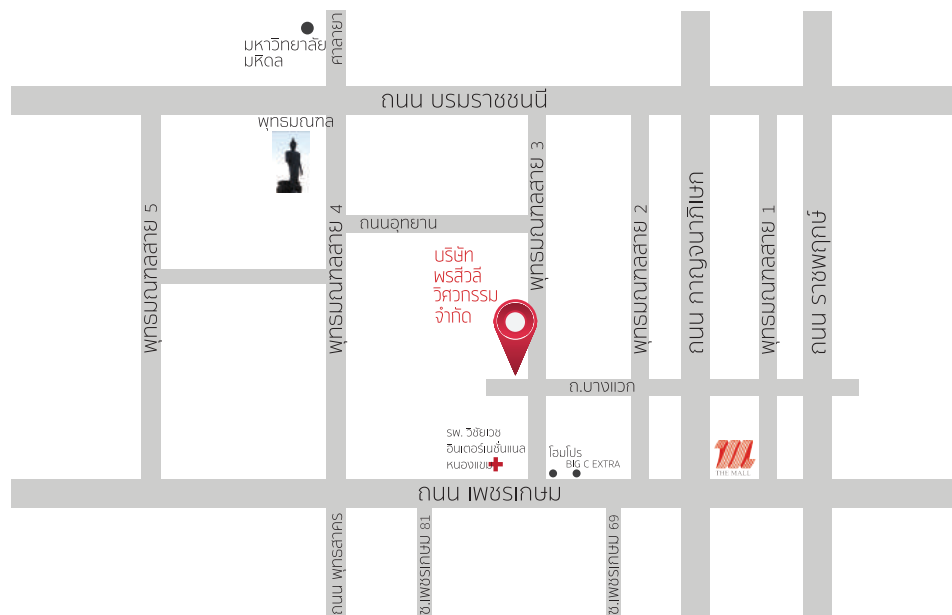 มหาวิทยาลัย
มหิดล
ศาลายา
ถนน บรมราชชนนี
พุทธมณฑล
พุทธมณฑลสาย 5
พุทธมณฑลสาย 4
ถนนอุทยาน
พุทธมณฑลสาย 3
พุทธมณฑลสาย 2
ถนน กาญจนาภิเษก
พุทธมณฑลสาย 1
ถนน ราชพฤกษ์
บริษัท
พรสีวลี
วิศวกรรม
จำกัด
ถ.บางแวก
รพ. วิชัยเวช
อินเตอร์เนชั่นแนล
หนองแขม
โฮมโปร
BIG C EXTRA
THE MALL
ถนน เพชรเกษม
ถนน พุทธสาคร
ซ.เพชรเกษม 81
ซ.เพชรเกษม 69